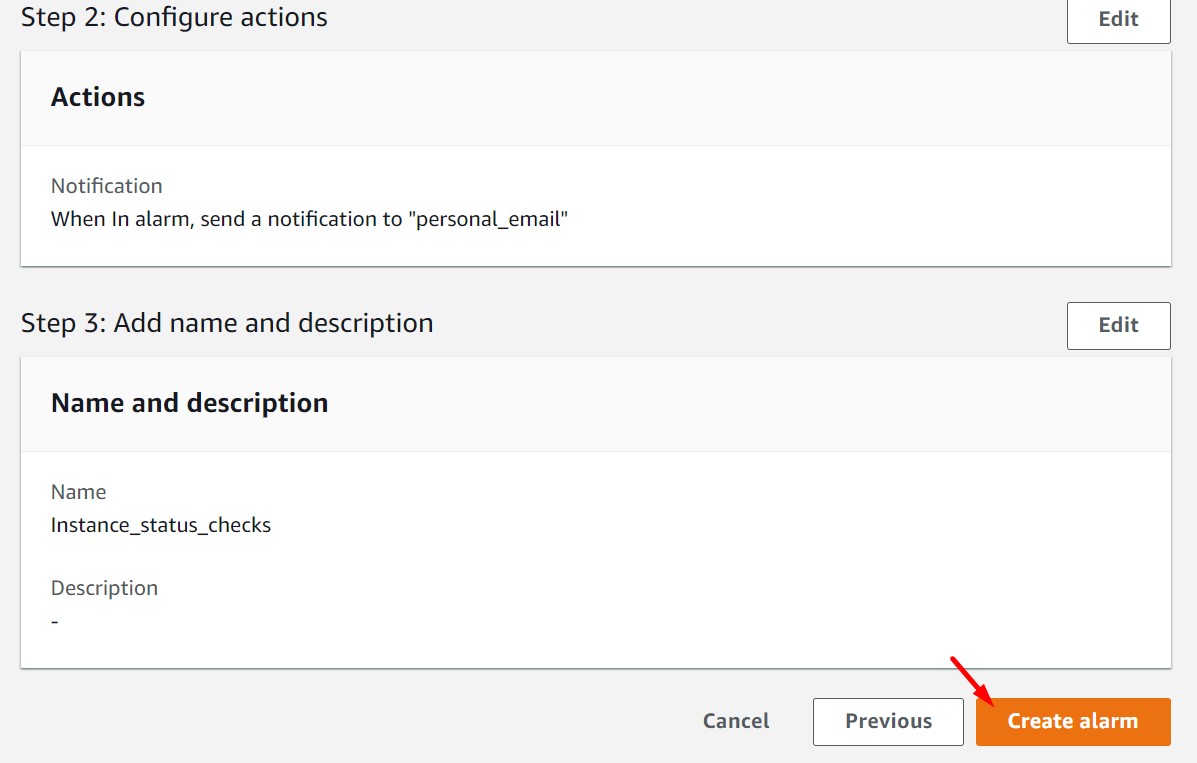 Step 2: Configure actions
Edit
Actions
Notification
When In alarm, send a notification to "personal_email"
Step 3: Add name and description
Edit
Name and description
Name
Instance_status_checks
Description
-
Cancel
Previous
Create alarm